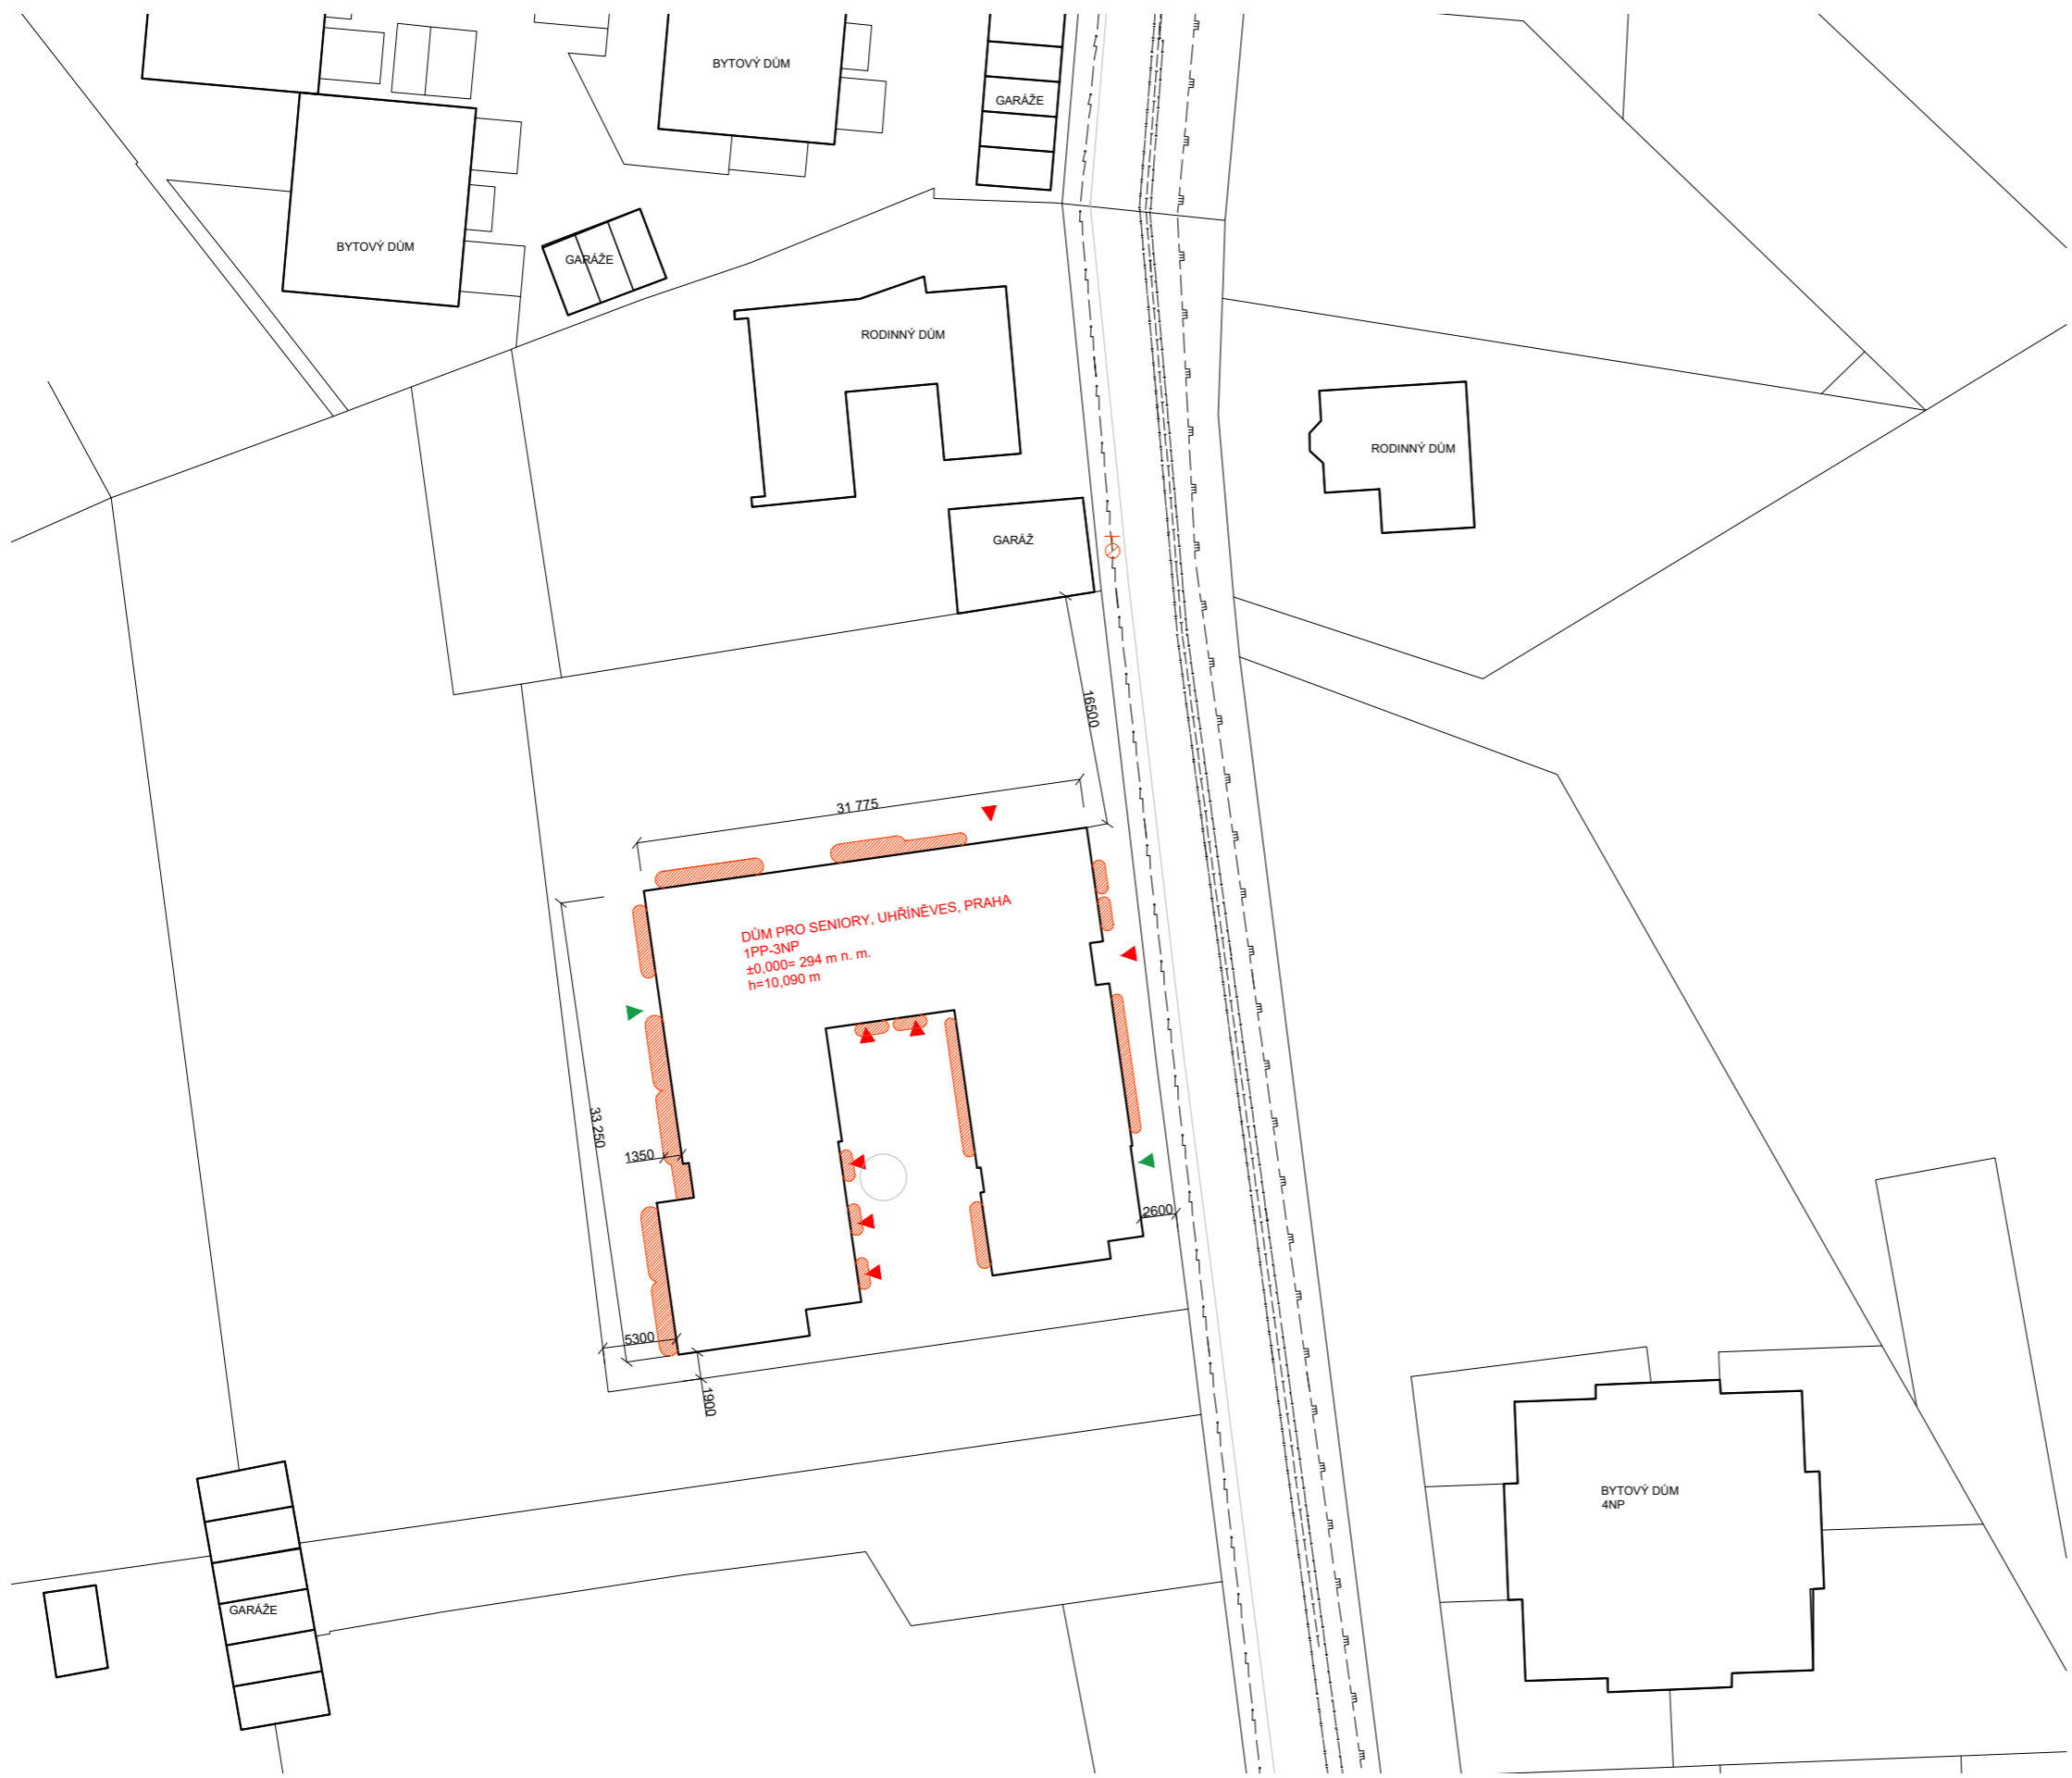 BYTOVÝ DŮM
GARÁŽE
BYTOVÝ DŮM
GARÁŽE
RODINNÝ DŮM
RODINNÝ DŮM
GARÁŽ
16500
31 775
DŮM PRO SENIORY, UHŘÍNĚVES, PRAHA
1PP-3NP
±0,000= 294 m n. m.
h=10,090 m
33 250
1350
2600
5300
1900
BYTOVÝ DŮM
4NP
GARÁŽE